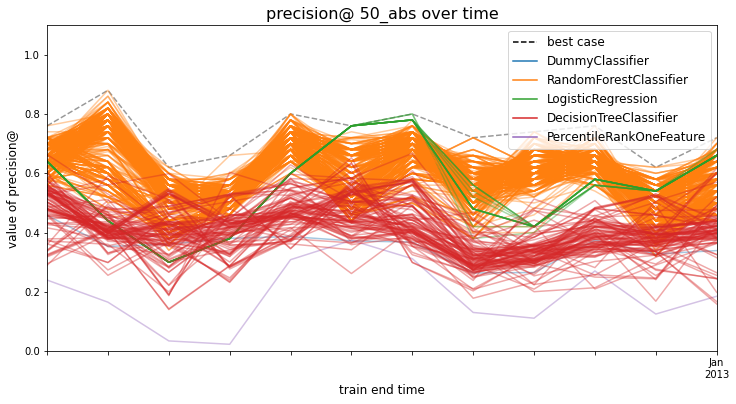 precision@ 50_abs over time
best case
DummyClassifier
RandomForestClassifier
LogisticRegression
DecisionTreeClassifier
PercentileRankOneFeature
value of precision@
1.0
0.8
0.6
0.4
0.2
0.0
Jan
2013
train end time